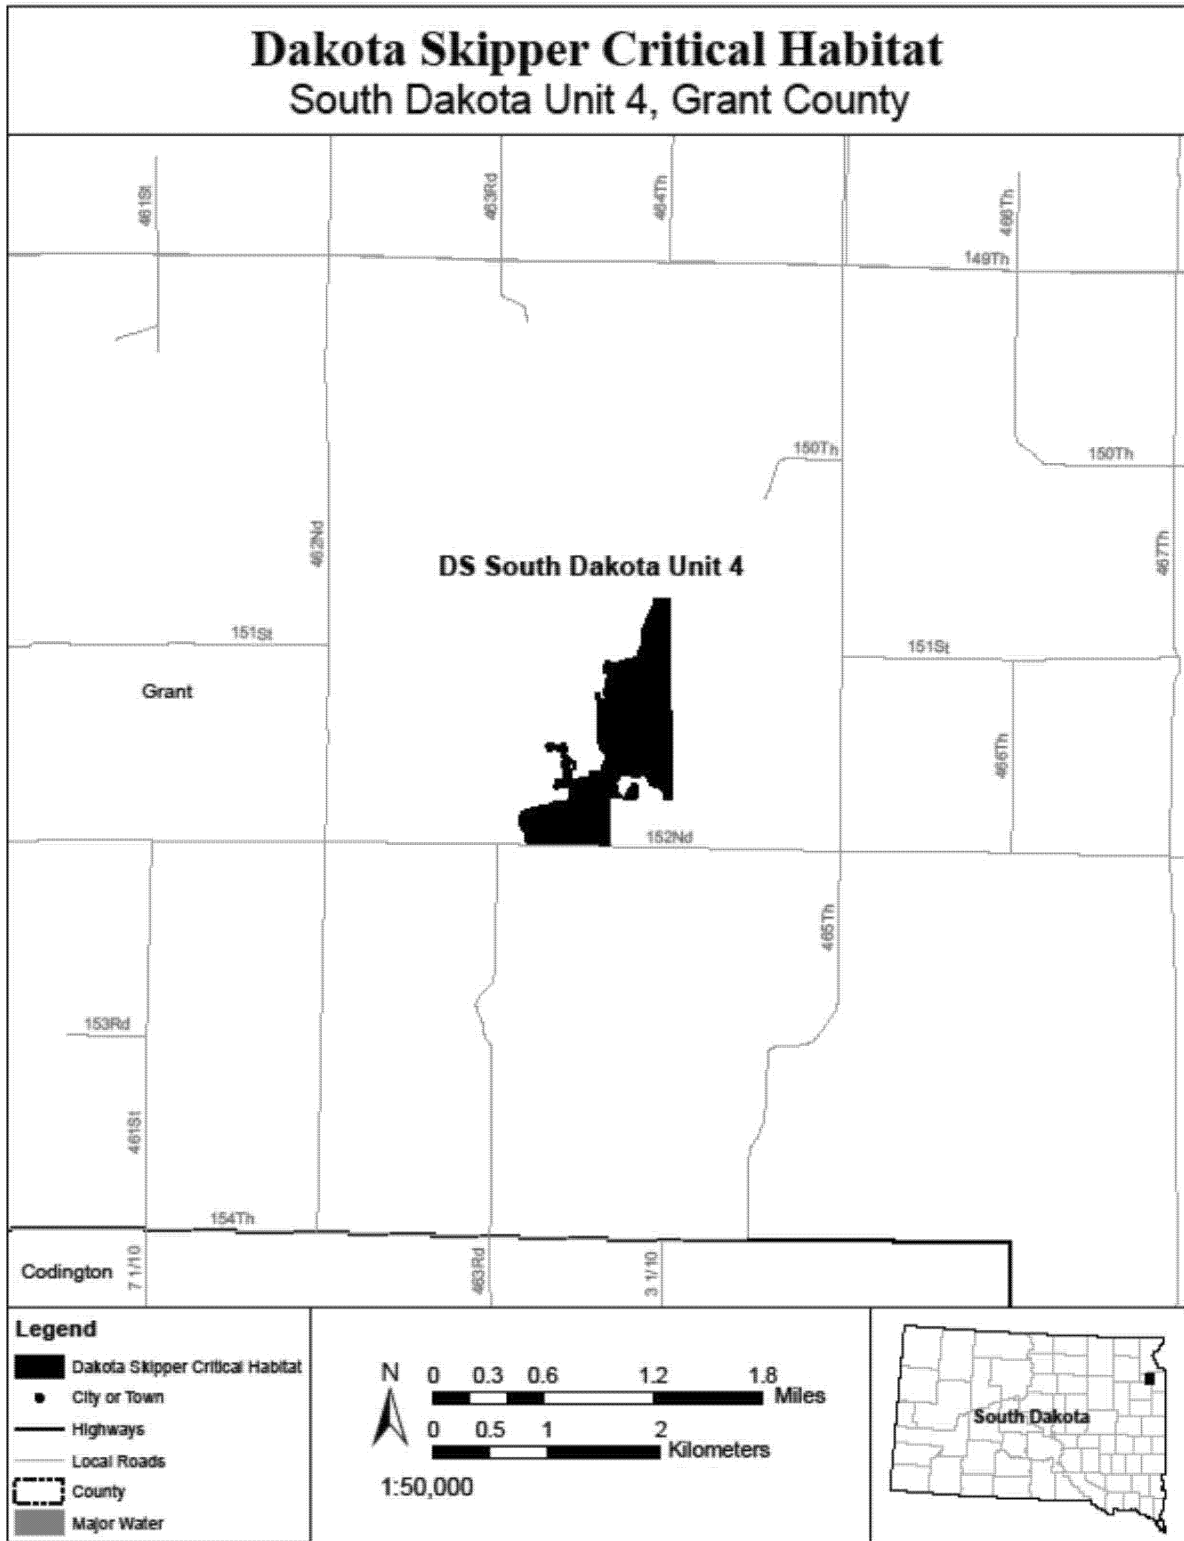 Dakota Skipper Critical Habitat
South Dakota Unit 4, Grant County
461St
463Rd
464Th
466Th
149Th
150Th
150Th
462Nd
467Th
DS South Dakota Unit 4
151St
151St
Grant
466Th
152Nd
465Th
153Rd
461St
154Th
Codington
7 1/10
463Rd
3 1/10
Legend
Dakota Skipper Critical Habitat
City or Town
Highways
Local Roads
County
Major Water
N
0 0.3 0.6 1.2 1.8
Miles
0 0.5 1 2
Kilometers
1:50,000
South Dakota